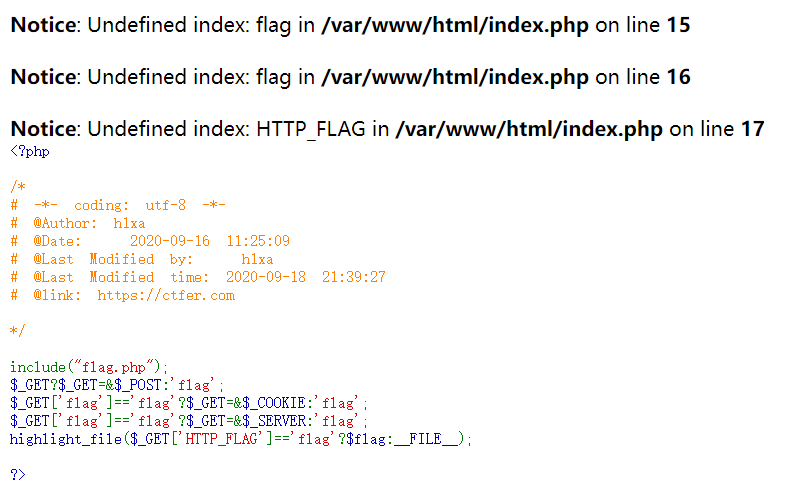 Notice: Undefined index: flag in /var/www/html/index.php on line 15
Notice: Undefined index: flag in /var/www/html/index.php on line 16
Notice: Undefined index: HTTP_FLAG in /var/www/html/index.php on line 17
<?php
/*
# -*- coding: utf-8 -*-
# @Author: h1xa
# @Date:   2020-09-16 11:25:09
# @Last Modified by:   h1xa
# @Last Modified time: 2020-09-18 21:39:27
# @link: https://ctfer.com
*/
include("flag.php");
$_GET?$_GET=&$_POST:'flag';
$_GET['flag']=='flag'?$_GET=&$_COOKIE:'flag';
$_GET['flag']=='flag'?$_GET=&$_SERVER:'flag';
highlight_file($_GET['HTTP_FLAG']=='flag'?$flag:__FILE__);
?>